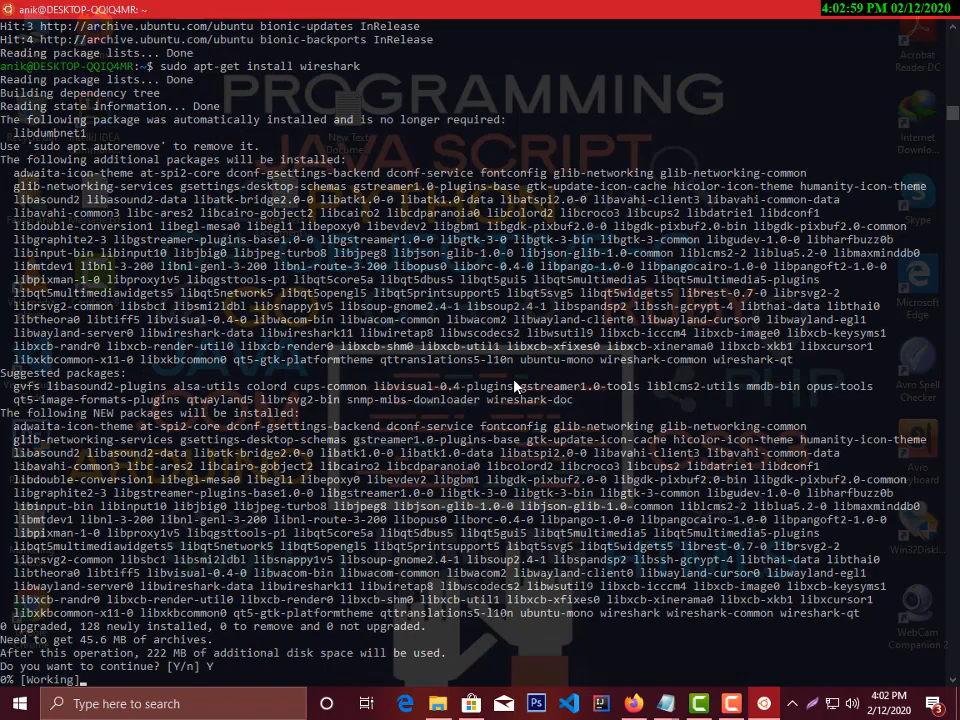 anik@DESKTOP-QQIQ4MR: ~
4:02:59 PM 02/12/2020
Hit:3 http://archive.ubuntu.com/ubuntu bionic-updates InRelease
Hit:4 http://archive.ubuntu.com/ubuntu bionic-backports InRelease
Reading package lists... Done
anik@DESKTOP-QQIQ4MR:~$ sudo apt-get install wireshark
Reading package lists... Done
Building dependency tree
Reading state information... Done
The following package was automatically installed and is no longer required:
libdumbnet1
Use 'sudo apt autoremove' to remove it.
The following additional packages will be installed:
adwaita-icon-theme at-spi2-core dconf-gsettings-backend dconf-service fontconfig glib-networking glib-networking-common
glib-networking-services gsettings-desktop-schemas gstreamer1.0-plugins-base gtk-update-icon-cache hicolor-icon-theme humanity-icon-theme
libasound2 libasound2-data libatk-bridge2.0-0 libatk1.0-0 libatk1.0-data libatspi2.0-0 libavahi-client3 libavahi-common-data
libavahi-common3 libc-ares2 libcairo-gobject2 libcairo2 libcdparanoia0 libcolord2 libcroco3 libcups2 libdatrie1 libdconf1
libdouble-conversion1 libegl-mesa0 libegl1 libepoxy0 libevdev2 libgbm1 libgdk-pixbuf2.0-0 libgdk-pixbuf2.0-bin libgdk-pixbuf2.0-common
libgraphite2-3 libgstreamer-plugins-base1.0-0 libgstreamer1.0-0 libgtk-3-0 libgtk-3-bin libgtk-3-common libgudev-1.0-0 libharfbuzz0b
libinput-bin libinput10 libjbig0 libjpeg-turbo8 libjpeg8 libjson-glib-1.0-0 libjson-glib-1.0-common liblcms2-2 liblua5.2-0 libmaxminddb0
libmtdev1 libnl-3-200 libnl-genl-3-200 libnl-route-3-200 libopus0 liborc-0.4-0 libpango-1.0-0 libpangocairo-1.0-0 libpangoft2-1.0-0
libpixman-1-0 libproxy1v5 libqgsttools-p1 libqt5core5a libqt5dbus5 libqt5gui5 libqt5multimedia5 libqt5multimedia5-plugins
libqt5multimediawidgets5 libqt5network5 libqt5opengl5 libqt5printsupport5 libqt5svg5 libqt5widgets5 librest-0.7-0 librsvg2-2
librsvg2-common libsbc1 libsmi2ldbl libsnappy1v5 libsoup-gnome2.4-1 libsoup2.4-1 libspandsp2 libssh-gcrypt-4 libthai-data libthai0
libtheora0 libtiff5 libvisual-0.4-0 libwacom-bin libwacom-common libwacom2 libwayland-client0 libwayland-cursor0 libwayland-egl1
libwayland-server0 libwireshark-data libwireshark11 libwiretap8 libwscodecs2 libwsutil9 libxcb-icccm4 libxcb-image0 libxcb-keysyms1
libxcb-randr0 libxcb-render-util0 libxcb-render0 libxcb-shm0 libxcb-util1 libxcb-xfixes0 libxcb-xinerama0 libxcb-xkb1 libxcursor1
libxkbcommon-x11-0 libxkbcommon0 qt5-gtk-platformtheme qttranslations5-l10n ubuntu-mono wireshark-common wireshark-qt
Suggested packages:
gvfs libasound2-plugins alsa-utils colord cups-common libvisual-0.4-plugins gstreamer1.0-tools liblcms2-utils mmdb-bin opus-tools
qt5-image-formats-plugins qtwayland5 librsvg2-bin snmp-mibs-downloader wireshark-doc
The following NEW packages will be installed:
adwaita-icon-theme at-spi2-core dconf-gsettings-backend dconf-service fontconfig glib-networking glib-networking-common
glib-networking-services gsettings-desktop-schemas gstreamer1.0-plugins-base gtk-update-icon-cache hicolor-icon-theme humanity-icon-theme
libasound2 libasound2-data libatk-bridge2.0-0 libatk1.0-0 libatk1.0-data libatspi2.0-0 libavahi-client3 libavahi-common-data
libavahi-common3 libc-ares2 libcairo-gobject2 libcairo2 libcdparanoia0 libcolord2 libcroco3 libcups2 libdatrie1 libdconf1
libdouble-conversion1 libegl-mesa0 libegl1 libepoxy0 libevdev2 libgbm1 libgdk-pixbuf2.0-0 libgdk-pixbuf2.0-bin libgdk-pixbuf2.0-common
libgraphite2-3 libgstreamer-plugins-base1.0-0 libgstreamer1.0-0 libgtk-3-0 libgtk-3-bin libgtk-3-common libgudev-1.0-0 libharfbuzz0b
libinput-bin libinput10 libjbig0 libjpeg-turbo8 libjpeg8 libjson-glib-1.0-0 libjson-glib-1.0-common liblcms2-2 liblua5.2-0 libmaxminddb0
libmtdev1 libnl-3-200 libnl-genl-3-200 libnl-route-3-200 libopus0 liborc-0.4-0 libpango-1.0-0 libpangocairo-1.0-0 libpangoft2-1.0-0
libpixman-1-0 libproxy1v5 libqgsttools-p1 libqt5core5a libqt5dbus5 libqt5gui5 libqt5multimedia5 libqt5multimedia5-plugins
libqt5multimediawidgets5 libqt5network5 libqt5opengl5 libqt5printsupport5 libqt5svg5 libqt5widgets5 librest-0.7-0 librsvg2-2
librsvg2-common libsbc1 libsmi2ldbl libsnappy1v5 libsoup-gnome2.4-1 libsoup2.4-1 libspandsp2 libssh-gcrypt-4 libthai-data libthai0
libtheora0 libtiff5 libvisual-0.4-0 libwacom-bin libwacom-common libwacom2 libwayland-client0 libwayland-cursor0 libwayland-egl1
libwayland-server0 libwireshark-data libwireshark11 libwiretap8 libwscodecs2 libwsutil9 libxcb-icccm4 libxcb-image0 libxcb-keysyms1
libxcb-randr0 libxcb-render-util0 libxcb-render0 libxcb-shm0 libxcb-util1 libxcb-xfixes0 libxcb-xinerama0 libxcb-xkb1 libxcursor1
libxkbcommon-x11-0 libxkbcommon0 qt5-gtk-platformtheme qttranslations5-l10n ubuntu-mono wireshark-common wireshark-qt
0 upgraded, 128 newly installed, 0 to remove and 0 not upgraded.
Need to get 45.6 MB of archives.
After this operation, 222 MB of additional disk space will be used.
Do you want to continue? [Y/n] Y
0% [Working]
PROGRAMMING
JAVA SCRIPT
PHP
Acrobat
Reader DC
Internet
Downlo...
Skype
Microsoft
Edge
Avro Spell
Checker
Avro
Keyboard
Win32Diskl...
WebCam
Companion 2
Type here to search
4:02 PM
2/12/2020
3